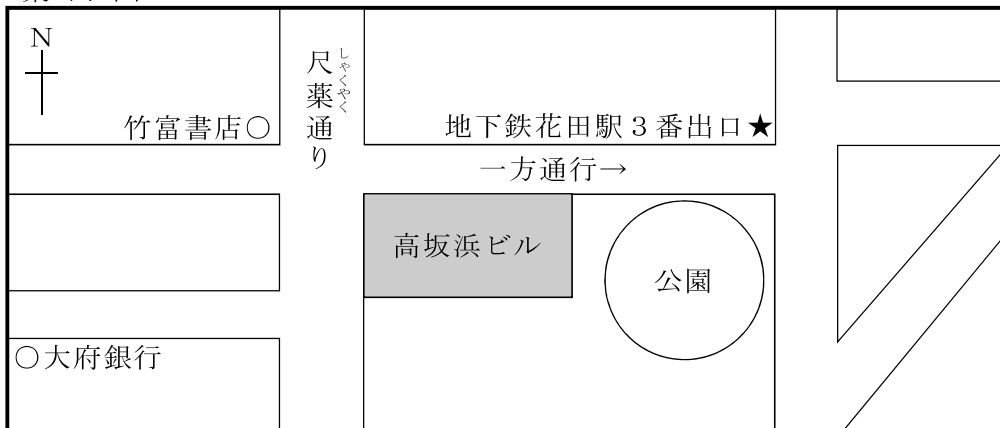 N
尺薬通り
しゃくやく
竹富書店○
地下鉄花田駅3番出口★
一方通行→
高坂浜ビル
公園
○大府銀行